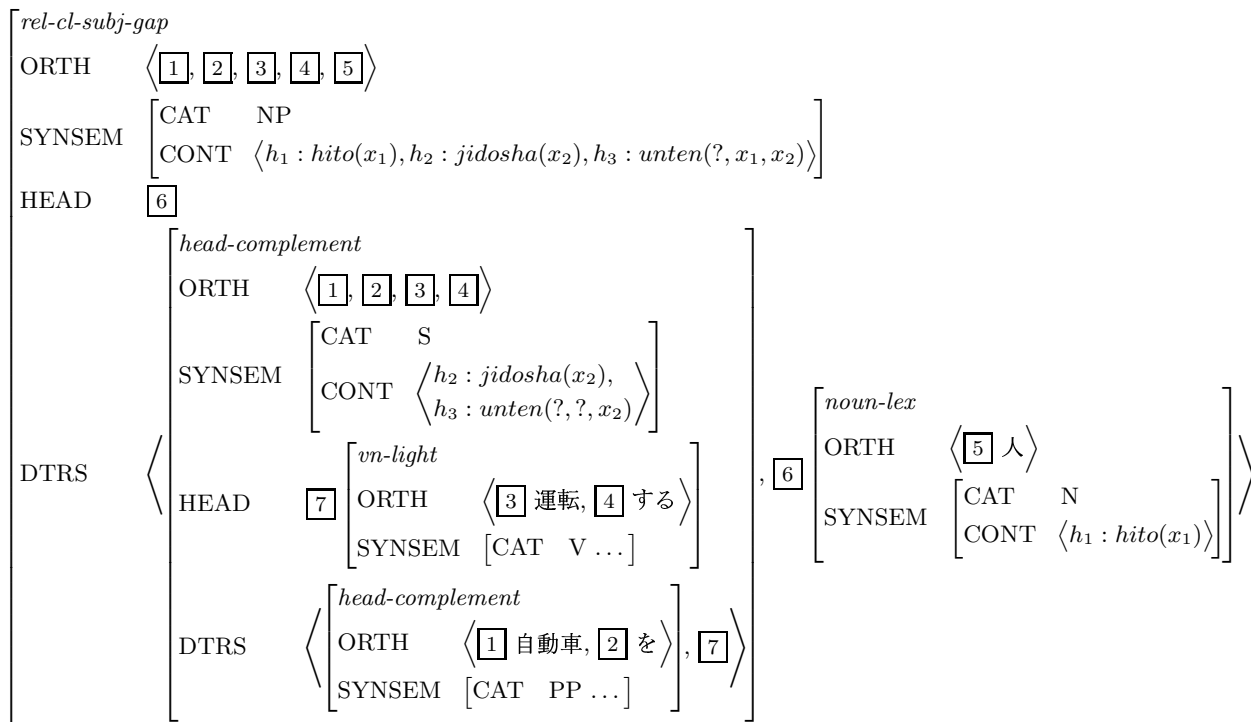 rel-cl-subj-gap
ORTH ⟨[1], [2], [3], [4], [5]⟩
SYNSEM
CAT NP
CONT ⟨h₁ : hito(x₁), h₂ : jidosha(x₂), h₃ : unten(?, x₁, x₂)⟩
HEAD [6]
DTRS
head-complement
ORTH ⟨[1], [2], [3], [4]⟩
SYNSEM
CAT S
CONT ⟨h₂ : jidosha(x₂),
h₃ : unten(?, ?, x₂)⟩
HEAD [7]
vn-light
ORTH ⟨[3] 運転, [4] する⟩
SYNSEM [CAT V ...]
DTRS
head-complement
ORTH ⟨[1] 自動車, [2] を⟩
SYNSEM [CAT PP ...]
, [7]
, [6]
noun-lex
ORTH ⟨[5] 人⟩
SYNSEM
CAT N
CONT ⟨h₁ : hito(x₁)⟩